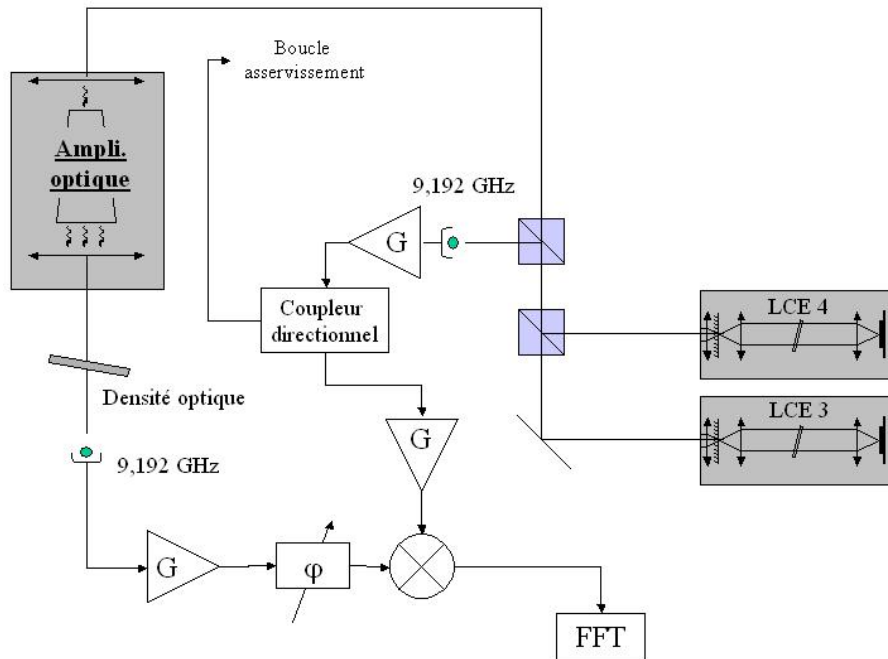 Boucle
asservissement
Ampli.
optique
9,192 GHz
G
Coupleur
directionnel
LCE 4
LCE 3
Densité optique
9,192 GHz
G
G
φ
FFT